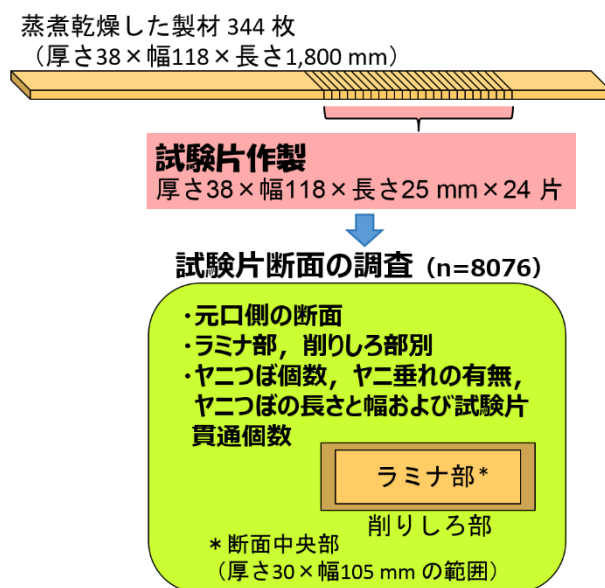 蒸煮乾燥した製材 344 枚
（厚さ38×幅118×長さ1,800 mm）
試験片作製
厚さ38×幅118×長さ25 mm×24 片
試験片断面の調査 (n=8076)
・元口側の断面
・ラミナ部，削りしろ部別
・ヤニつぼ個数，ヤニ垂れの有無，
ヤニつぼの長さと幅および試験片
貫通個数
ラミナ部*
削りしろ部
* 断面中央部
（厚さ30×幅105 mm の範囲）